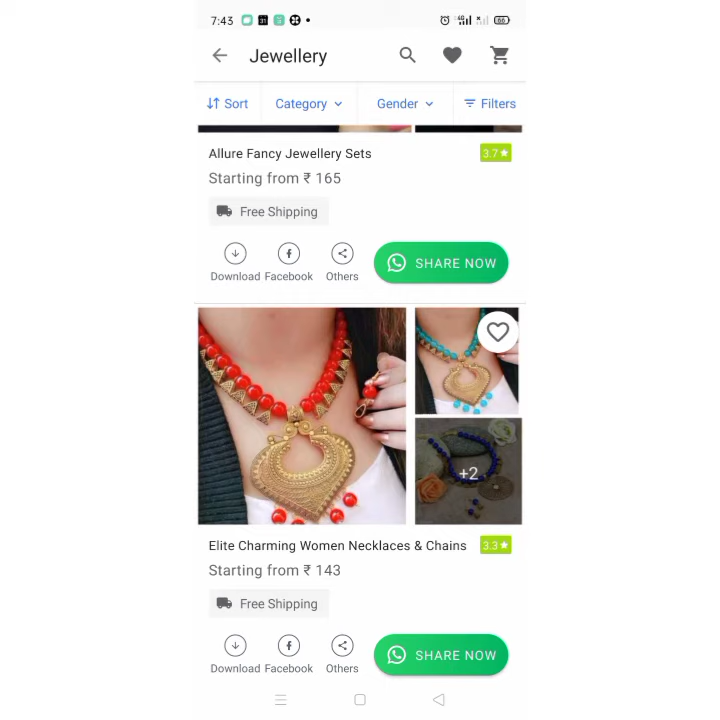 7:43
66
Jewellery
Sort Category Gender Filters
Allure Fancy Jewellery Sets 3.7★
Starting from ₹ 165
Free Shipping
Download Facebook Others SHARE NOW
+2
Elite Charming Women Necklaces & Chains 3.3★
Starting from ₹ 143
Free Shipping
Download Facebook Others SHARE NOW